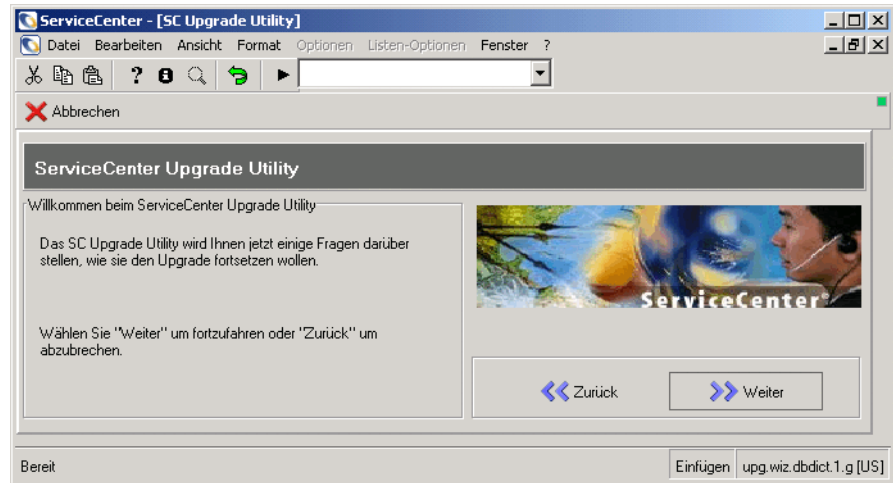 ServiceCenter - [SC Upgrade Utility]
Datei Bearbeiten Ansicht Format Optionen Listen-Optionen Fenster ?
Abbrechen
ServiceCenter Upgrade Utility
Willkommen beim ServiceCenter Upgrade Utility
Das SC Upgrade Utility wird Ihnen jetzt einige Fragen darüber
stellen, wie sie den Upgrade fortsetzen wollen.
Wählen Sie "Weiter" um fortzufahren oder "Zurück" um
abzubrechen.
ServiceCenter®
Zurück Weiter
Bereit Einfügen upg.wiz.dbdict.1.g [US]